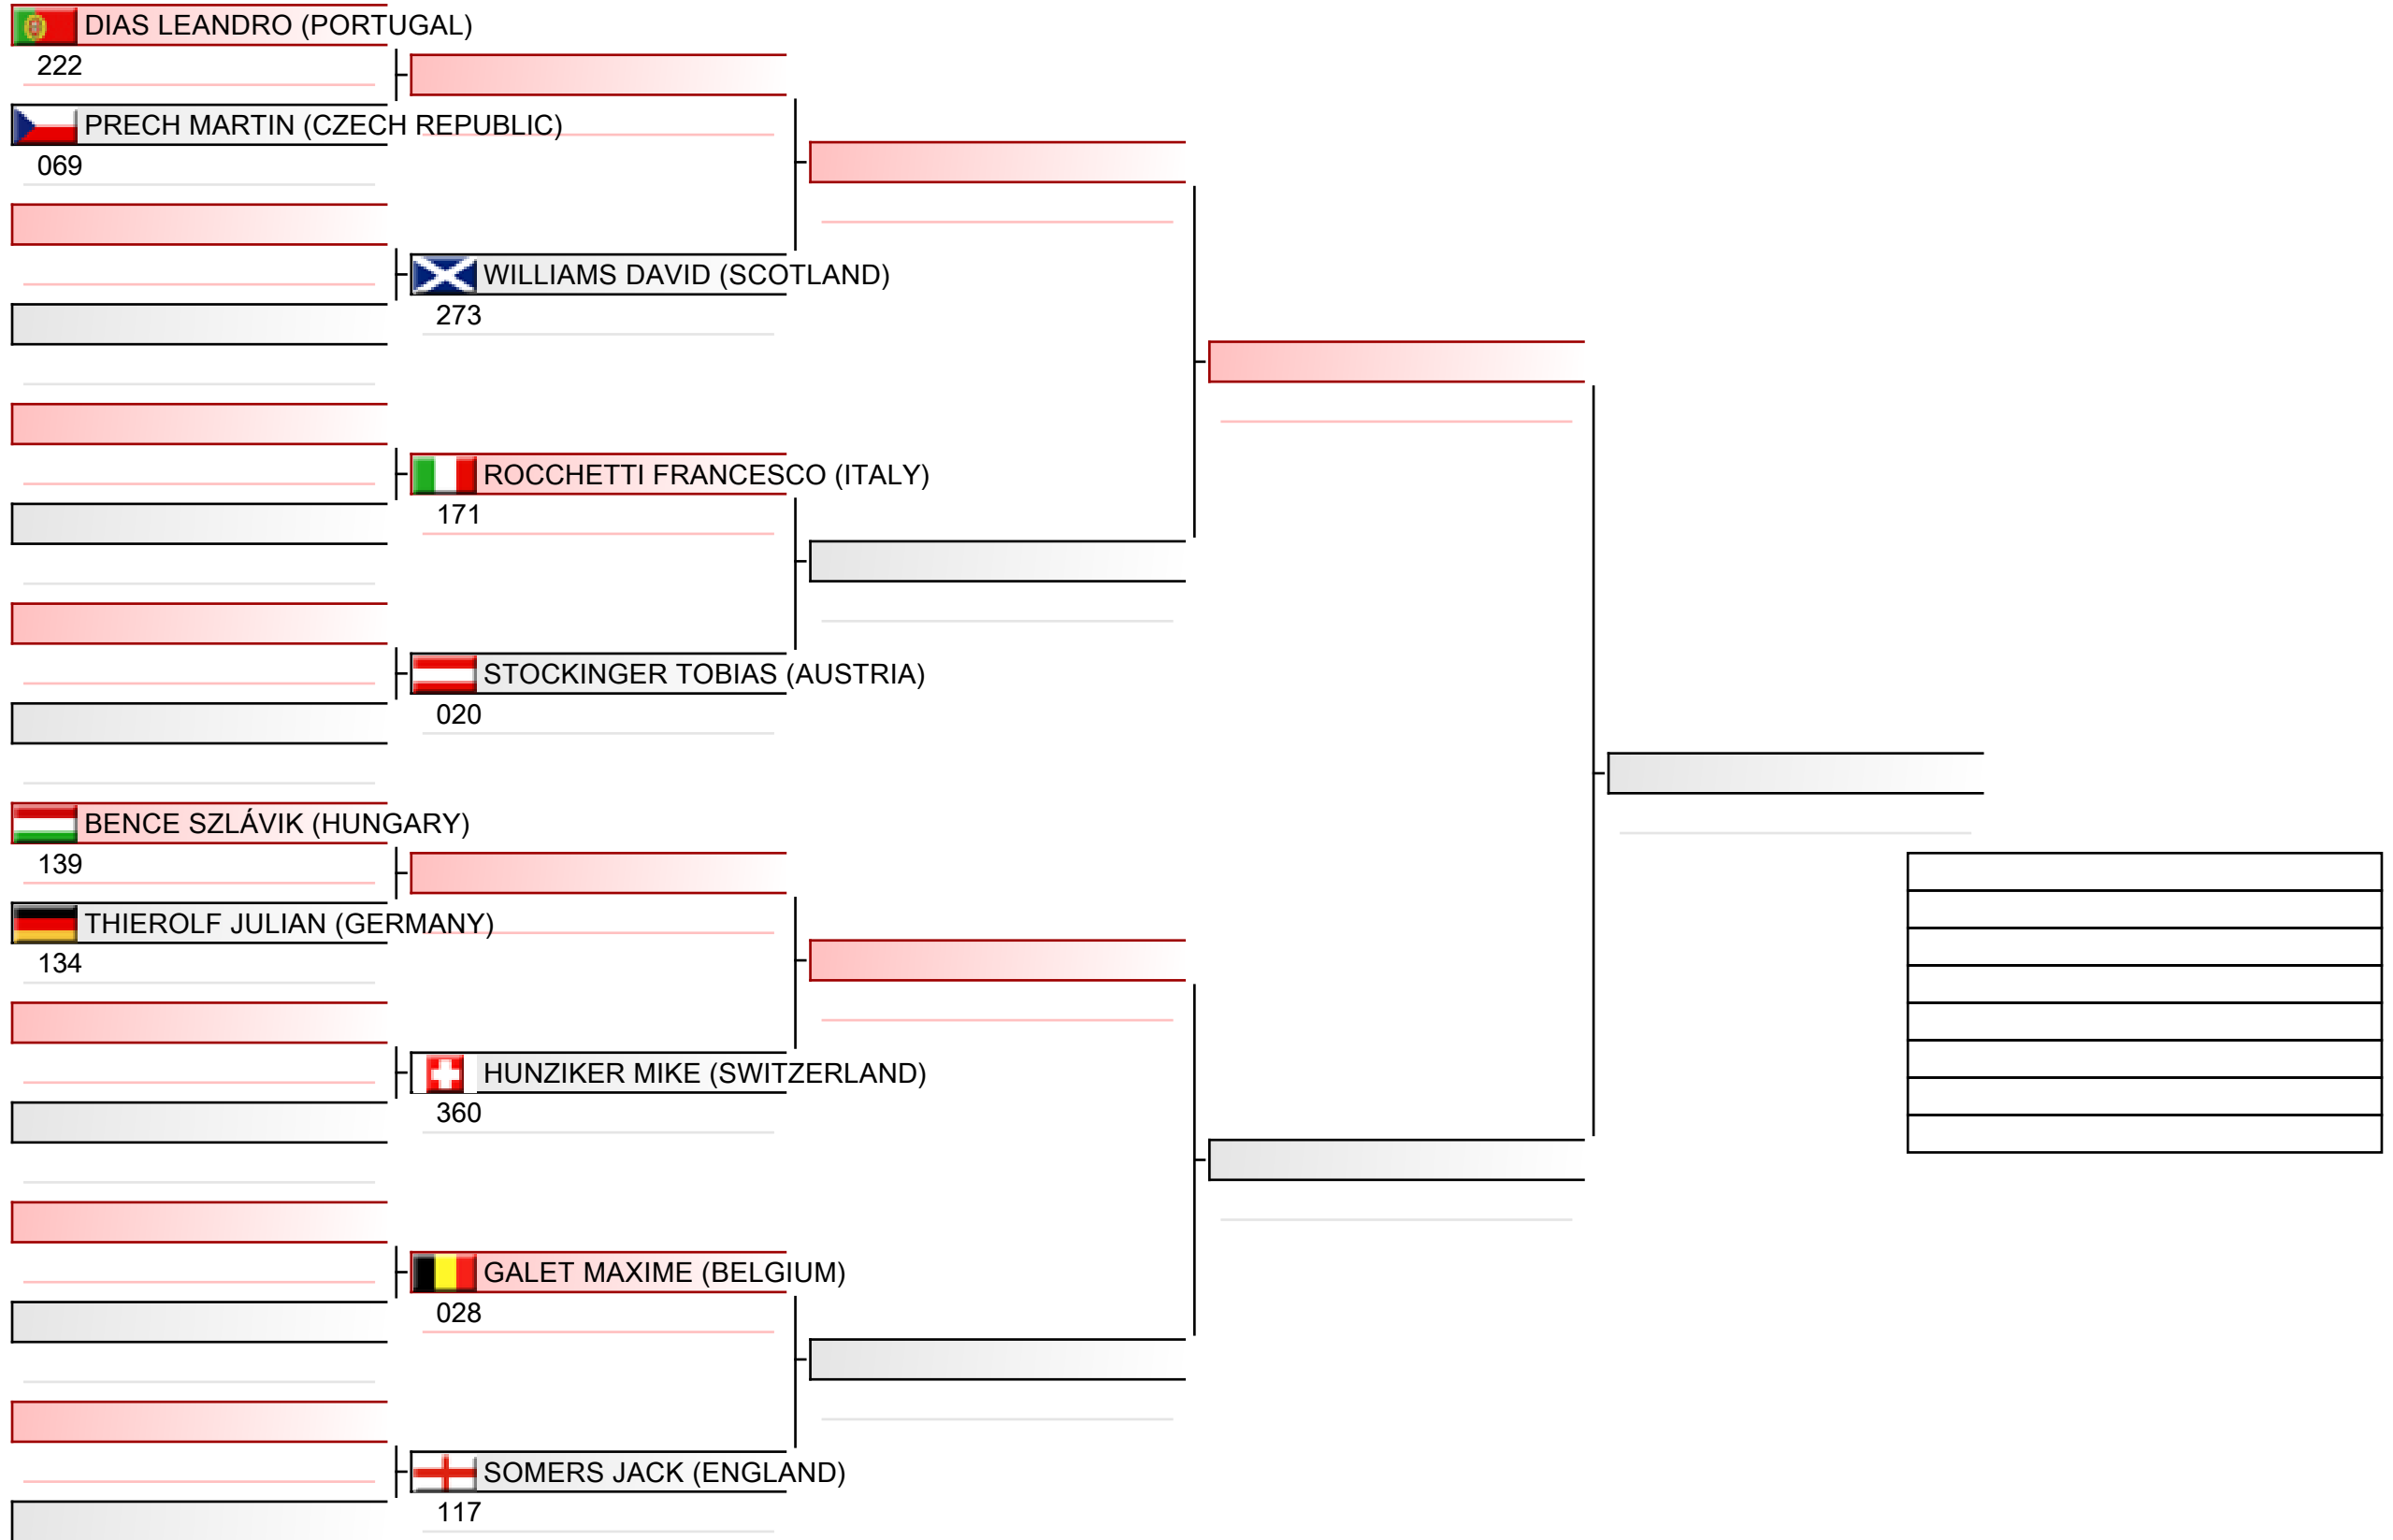 DIAS LEANDRO (PORTUGAL)
222
PRECH MARTIN (CZECH REPUBLIC)
069
WILLIAMS DAVID (SCOTLAND)
273
ROCCHETTI FRANCESCO (ITALY)
171
STOCKINGER TOBIAS (AUSTRIA)
020
BENCE SZLÁVIK (HUNGARY)
139
THIEROLF JULIAN (GERMANY)
134
HUNZIKER MIKE (SWITZERLAND)
360
GALET MAXIME (BELGIUM)
028
SOMERS JACK (ENGLAND)
117